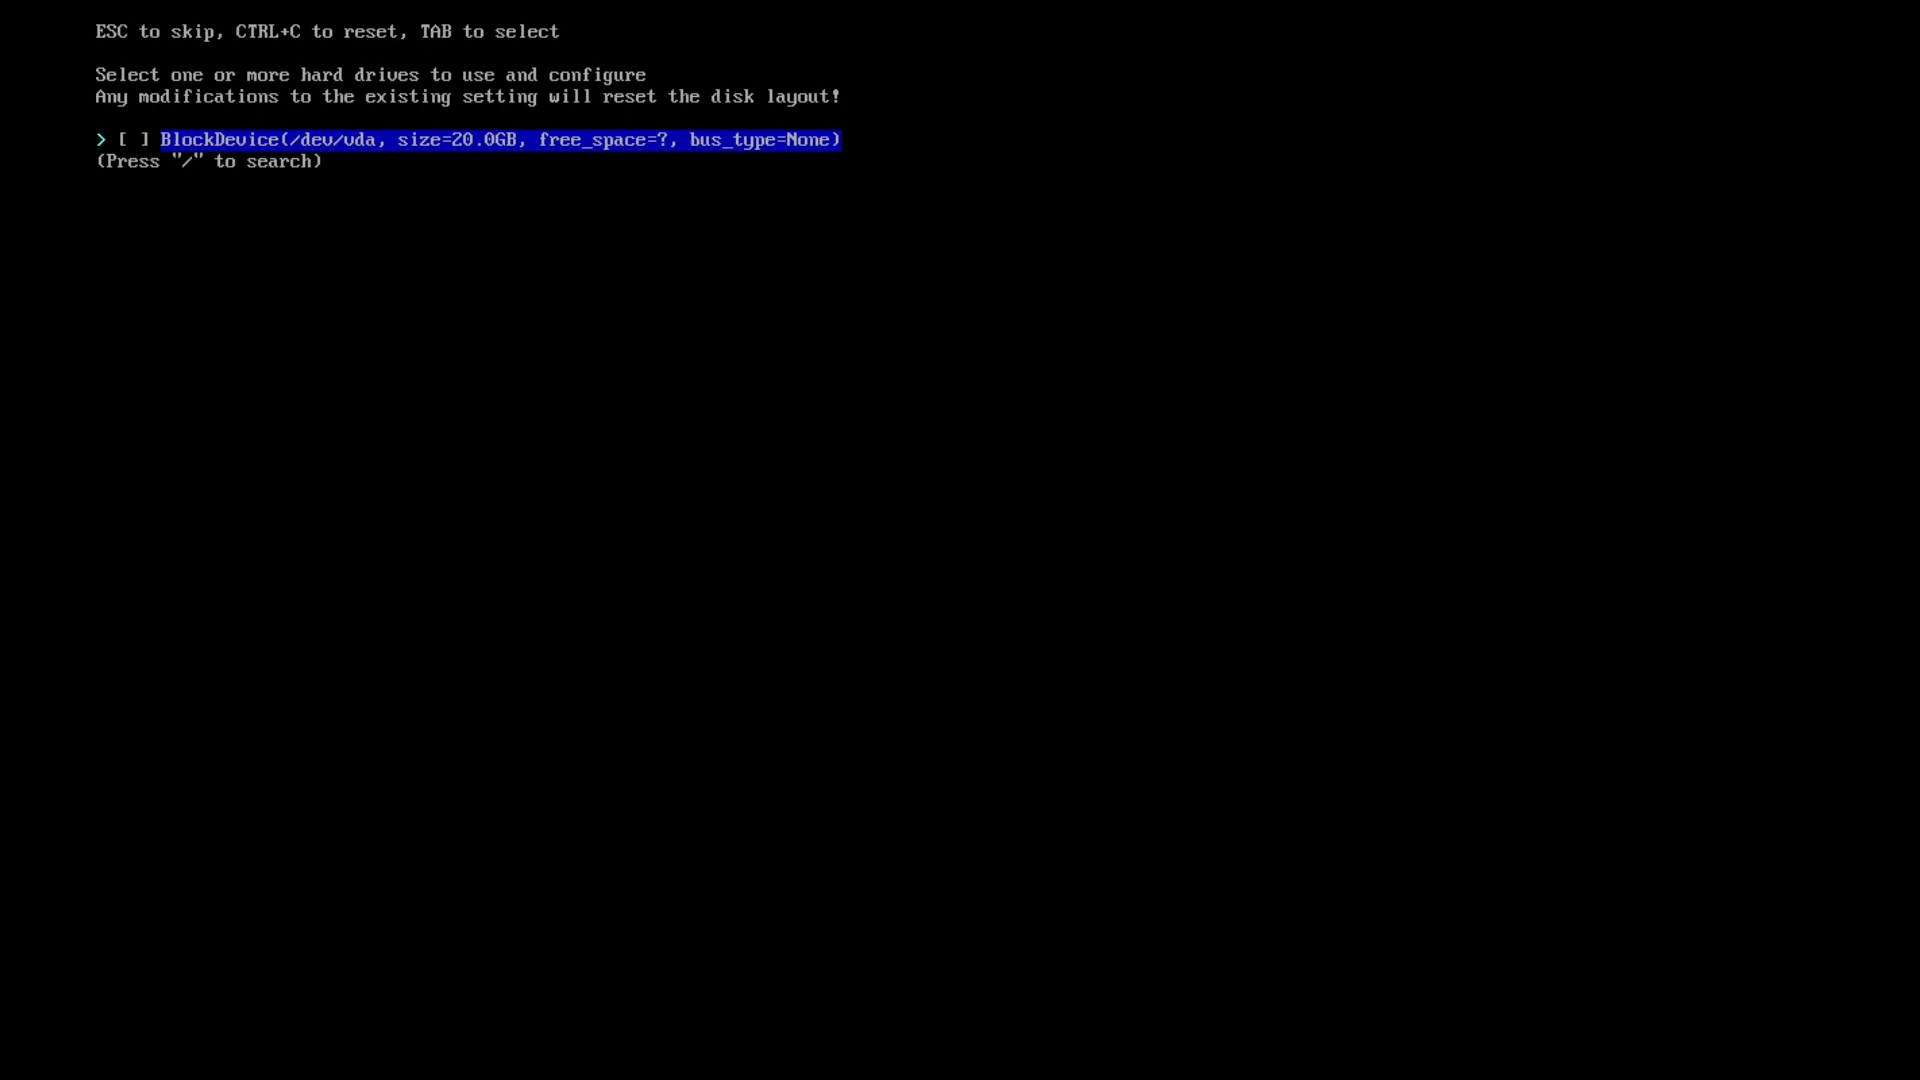 ESC to skip, CTRL+C to reset, TAB to select
Select one or more hard drives to use and configure
Any modifications to the existing setting will reset the disk layout!
> [ ] BlockDevice(/dev/vda, size=20.0GB, free_space=?, bus_type=None)
(Press "/" to search)